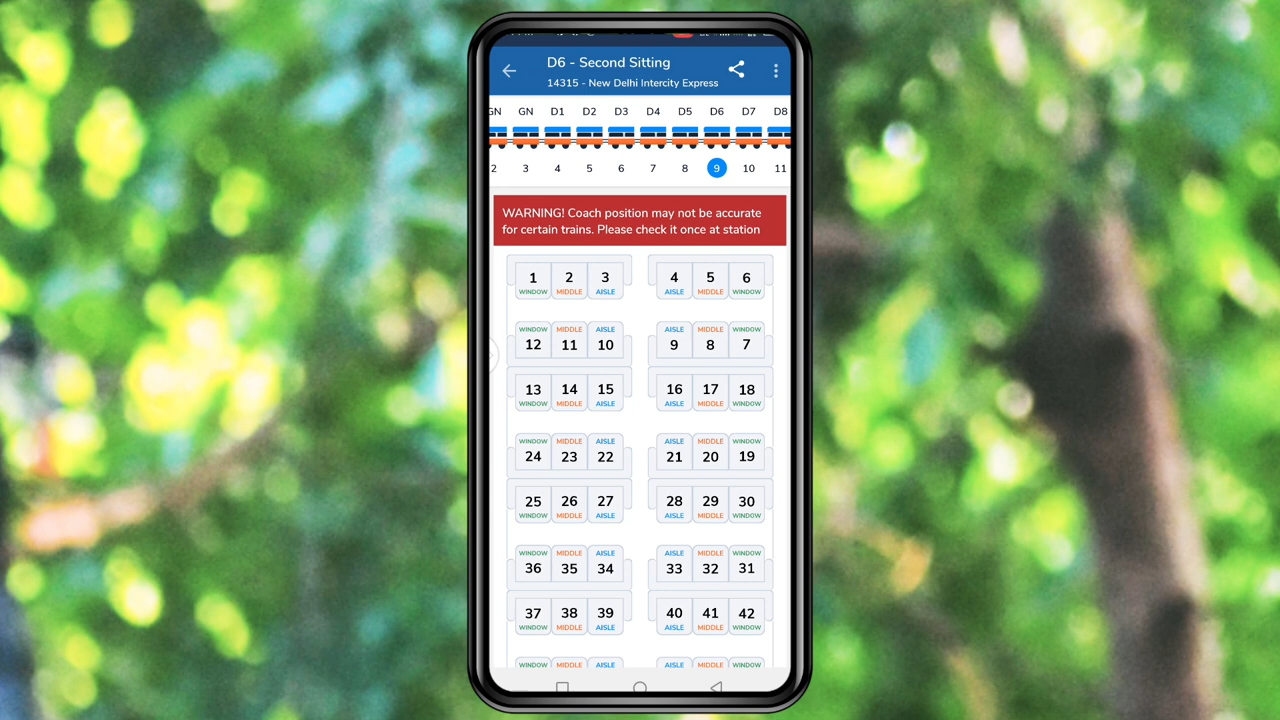 D6 - Second Sitting
14315 - New Delhi Intercity Express
GN GN D1 D2 D3 D4 D5 D6 D7 D8
2 3 4 5 6 7 8 9 10 11
WARNING! Coach position may not be accurate
for certain trains. Please check it once at station
1 2 3 4 5 6
WINDOW MIDDLE AISLE AISLE MIDDLE WINDOW
WINDOW MIDDLE AISLE AISLE MIDDLE WINDOW
12 11 10 9 8 7
13 14 15 16 17 18
WINDOW MIDDLE AISLE AISLE MIDDLE WINDOW
WINDOW MIDDLE AISLE AISLE MIDDLE WINDOW
24 23 22 21 20 19
25 26 27 28 29 30
WINDOW MIDDLE AISLE AISLE MIDDLE WINDOW
WINDOW MIDDLE AISLE AISLE MIDDLE WINDOW
36 35 34 33 32 31
37 38 39 40 41 42
WINDOW MIDDLE AISLE AISLE MIDDLE WINDOW
WINDOW MIDDLE AISLE AISLE MIDDLE WINDOW